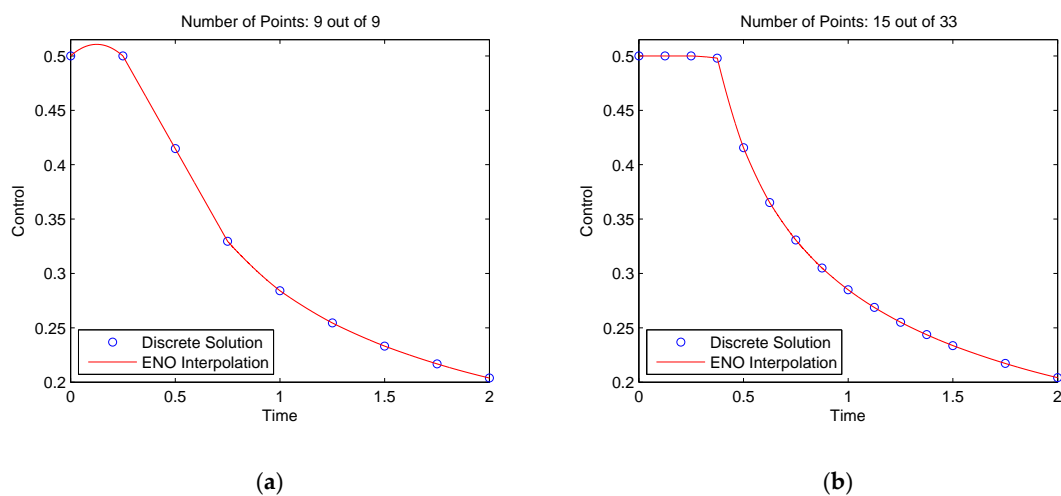 Number of Points: 9 out of 9
0.5
0.45
0.4
0.35
0.3
0.25
0.2
Control
Discrete Solution
ENO Interpolation
0 0.5 1 1.5 2
Time
(a)
Number of Points: 15 out of 33
0.5
0.45
0.4
0.35
0.3
0.25
0.2
Control
Discrete Solution
ENO Interpolation
0 0.5 1 1.5 2
Time
(b)